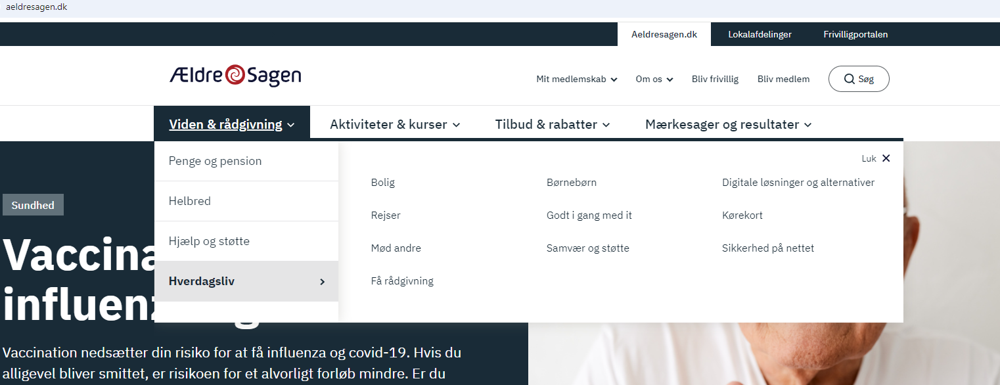 aeldresagen.dk
Aeldresagen.dk Lokalafdelinger Frivilligportalen
ÆldreSagen
Mit medlemskab Om os Bliv frivillig Bliv medlem Søg
Viden & rådgivning Aktiviteter & kurser Tilbud & rabatter Mærkesager og resultater
Penge og pension
Helbred
Hjælp og støtte
Hverdagsliv
Luk
Bolig Børnebørn Digitale løsninger og alternativer
Rejser Godt i gang med it Kørekort
Mød andre Samvær og støtte Sikkerhed på nettet
Få rådgivning
Sundhed
Vaccina
influen
Vaccination nedsætter din risiko for at få influenza og covid-19. Hvis du
alligevel bliver smittet, er risikoen for et alvorligt forløb mindre. Er du